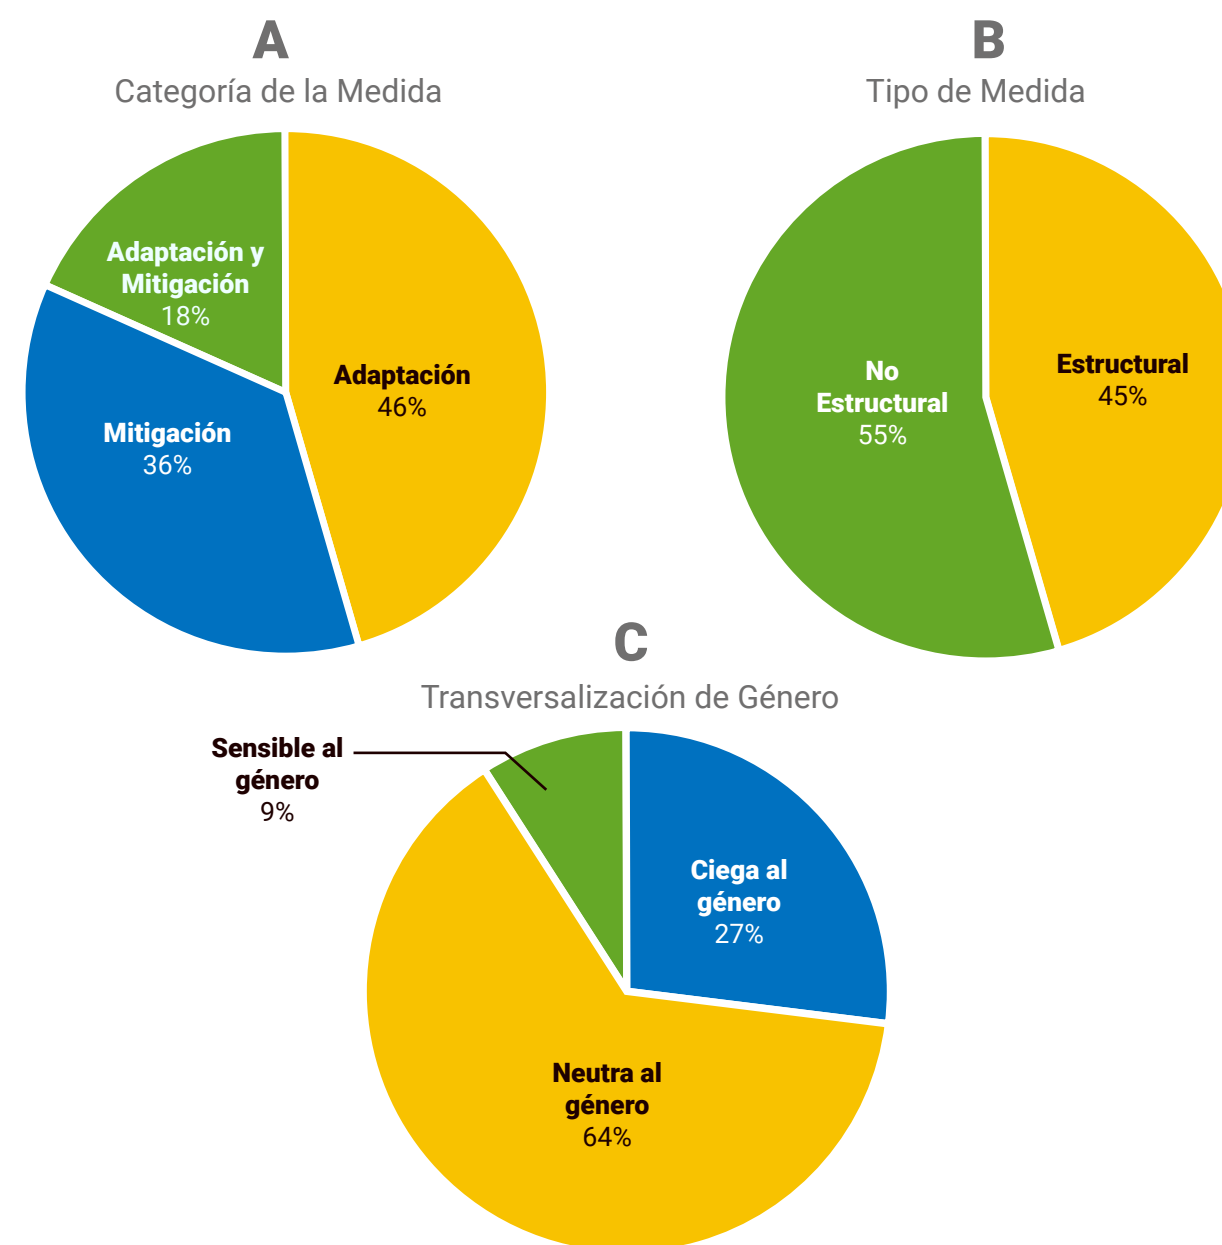 A
Categoría de la Medida
Adaptación y
Mitigación
18%
Adaptación
46%
Mitigación
36%
B
Tipo de Medida
No
Estructural
55%
Estructural
45%
C
Transversalización de Género
Sensible al
género
9%
Ciega al
género
27%
Neutra al
género
64%